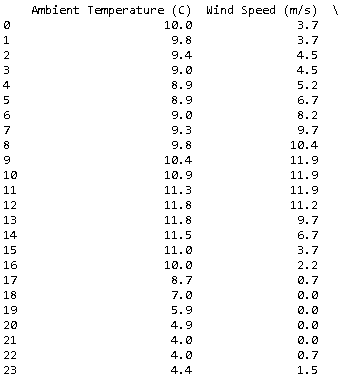 Ambient Temperature (C)  Wind Speed (m/s)  \
0 10.0 3.7
1 9.8 3.7
2 9.4 4.5
3 9.0 4.5
4 8.9 5.2
5 8.9 6.7
6 9.0 8.2
7 9.3 9.7
8 9.8 10.4
9 10.4 11.9
10 10.9 11.9
11 11.3 11.9
12 11.8 11.2
13 11.8 9.7
14 11.5 6.7
15 11.0 3.7
16 10.0 2.2
17 8.7 0.7
18 7.0 0.0
19 5.9 0.0
20 4.9 0.0
21 4.0 0.0
22 4.0 0.7
23 4.4 1.5